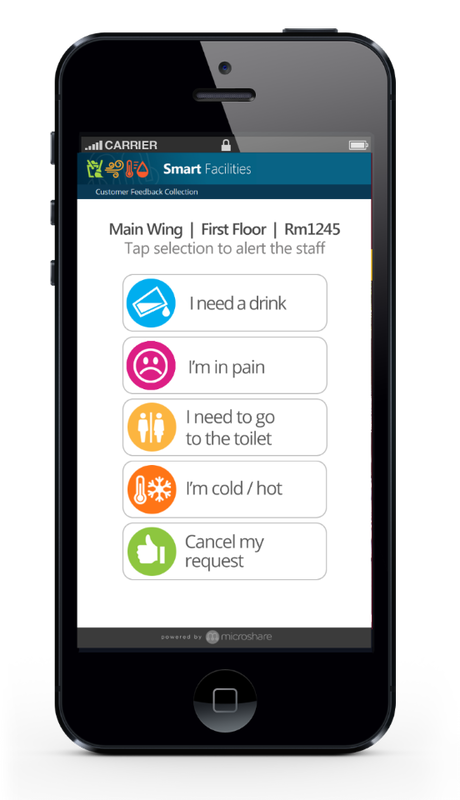 CARRIER
Smart Facilities
Customer Feedback Collection
Main Wing | First Floor | Rm1245
Tap selection to alert the staff
I need a drink
I'm in pain
I need to go
to the toilet
I'm cold / hot
Cancel my
request
powered by microshare